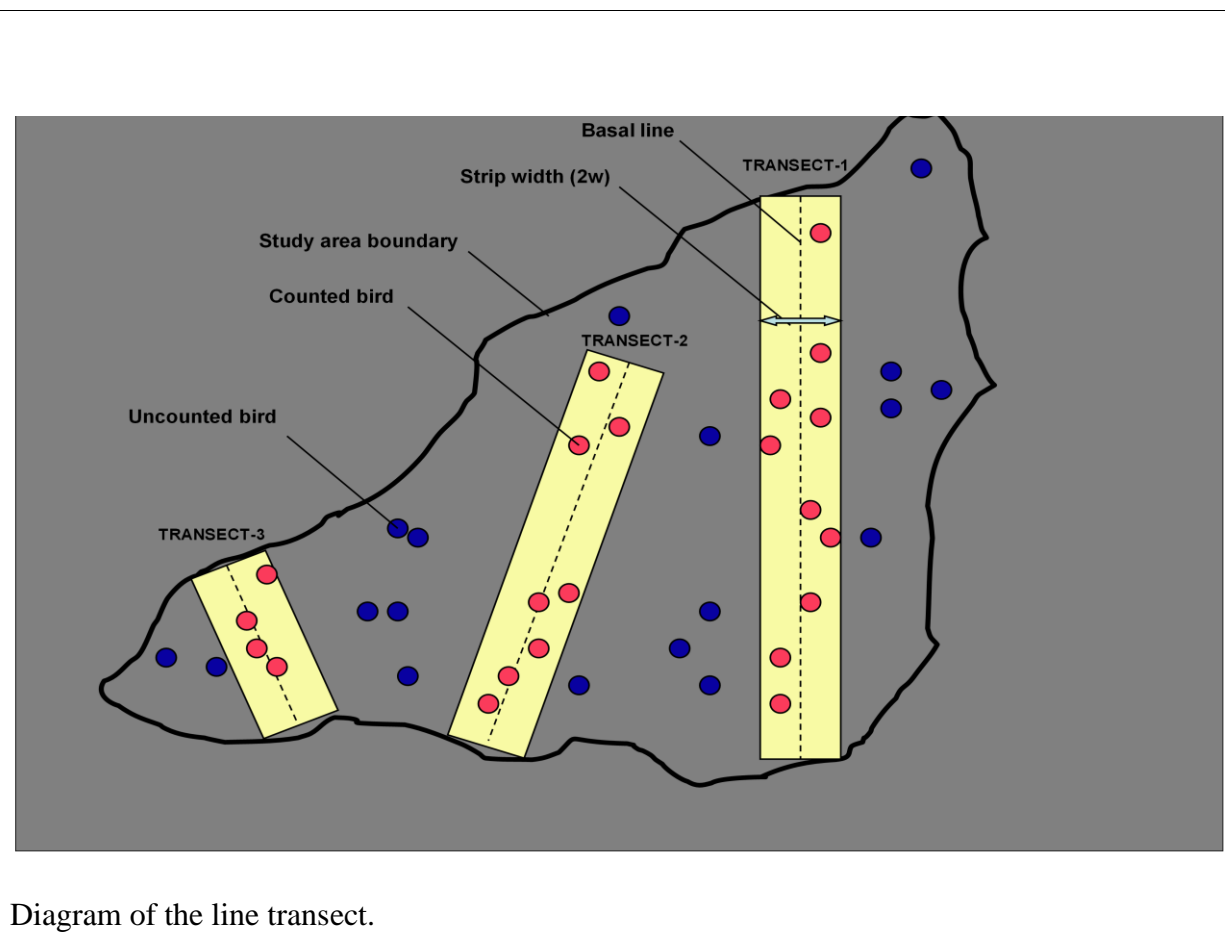 Basal line
TRANSECT-1
Strip width (2w)
Study area boundary
Counted bird
TRANSECT-2
Uncounted bird
TRANSECT-3
Diagram of the line transect.